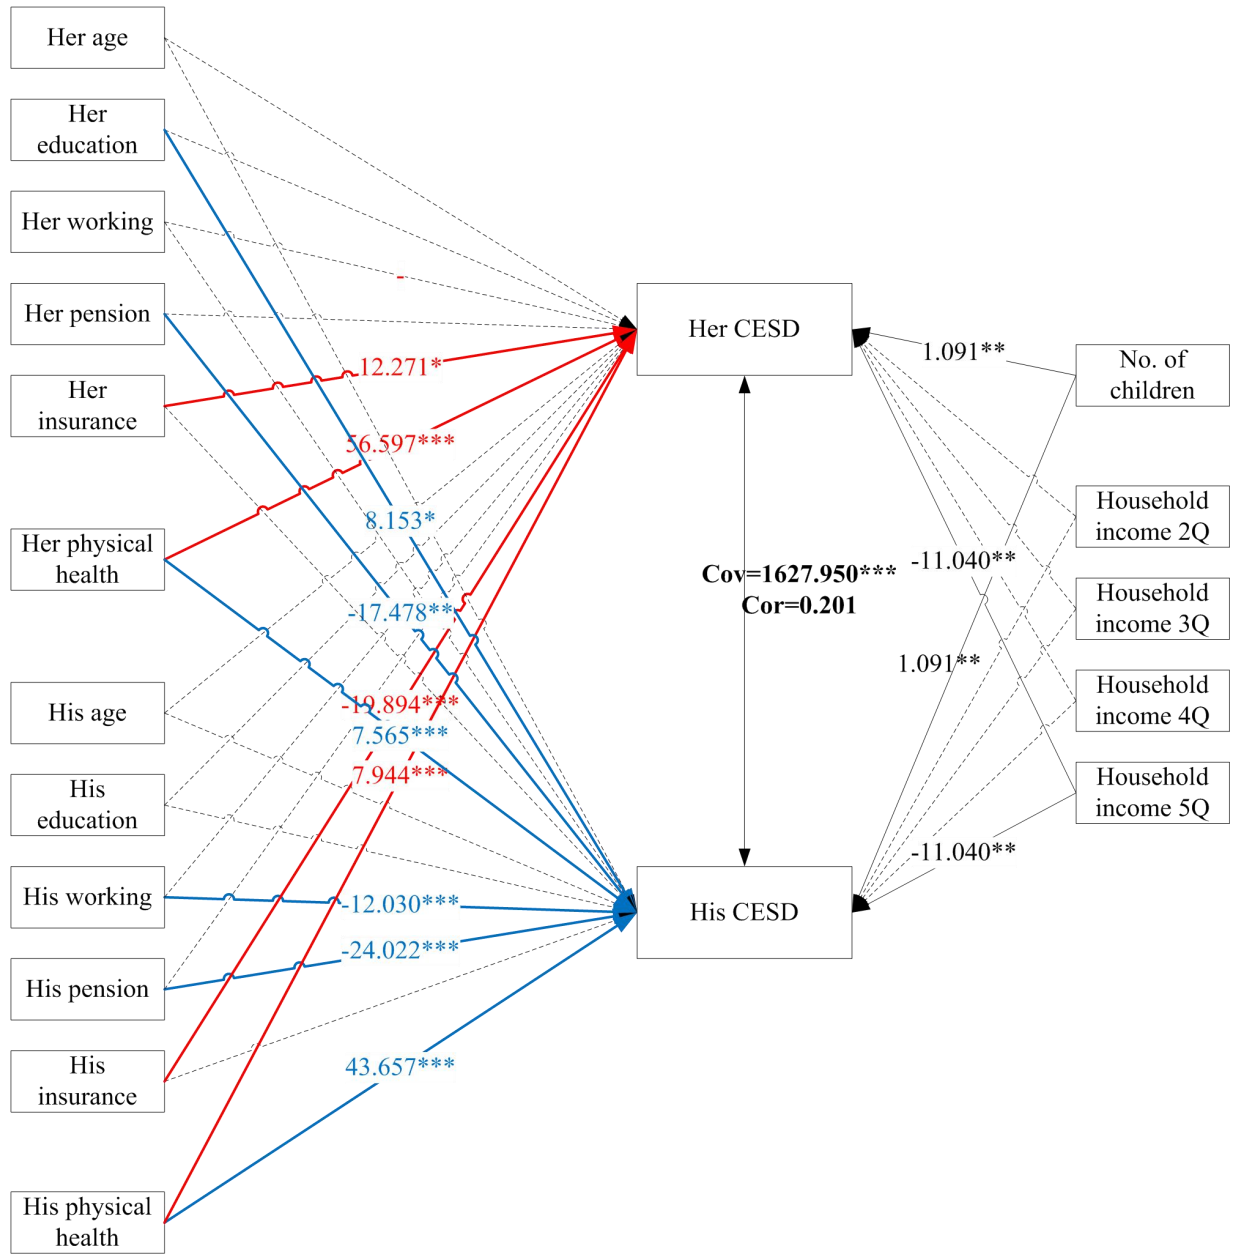 Her age
Her
education
Her working
Her pension
Her
insurance
Her physical
health
His age
His
education
His working
His pension
His
insurance
His physical
health
12.271*
56.597***
8.153*
-17.478**
-19.894***
7.565***
7.944***
-12.030***
-24.022***
43.657***
Her CESD
Cov=1627.950***
Cor=0.201
His CESD
1.091**
-11.040**
1.091**
-11.040**
No. of
children
Household
income 2Q
Household
income 3Q
Household
income 4Q
Household
income 5Q